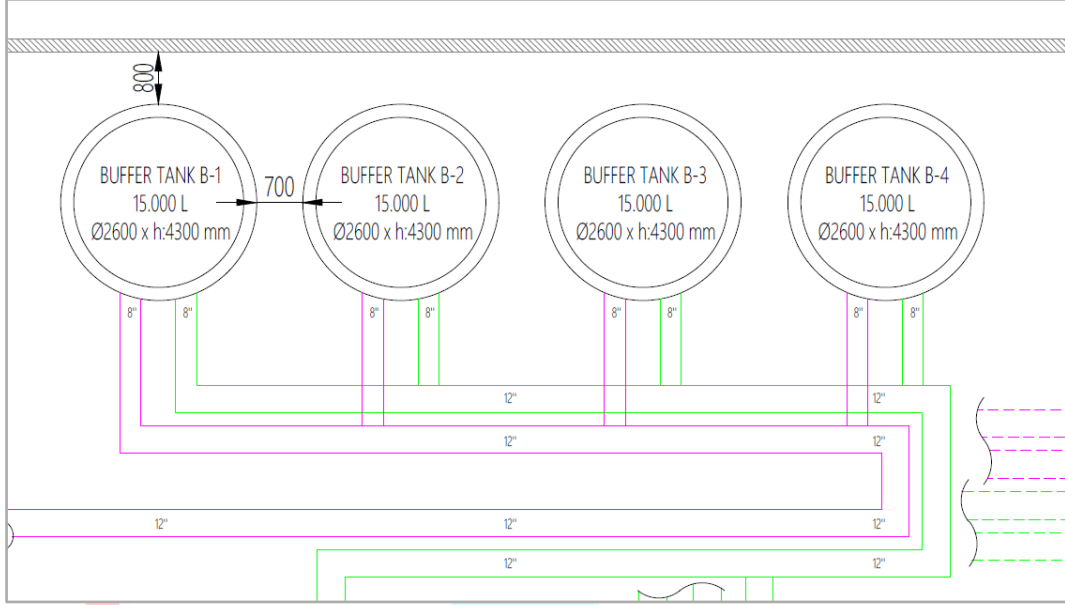 800
BUFFER TANK B-1
15.000 L
Ø2600 x h:4300 mm
700
BUFFER TANK B-2
15.000 L
Ø2600 x h:4300 mm
BUFFER TANK B-3
15.000 L
Ø2600 x h:4300 mm
BUFFER TANK B-4
15.000 L
Ø2600 x h:4300 mm
8"
8"
8"
8"
8"
8"
8"
12"
12"
12"
12"
12"
12"
12"
12"
12"